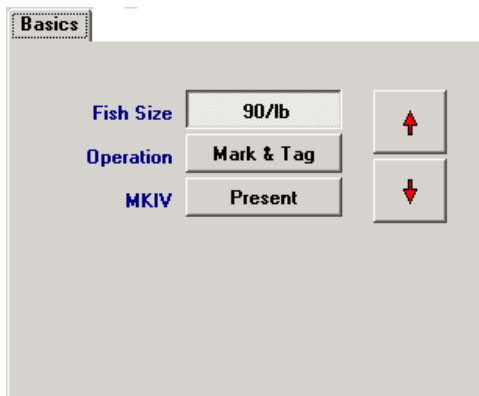 Basics
Fish Size 90/lb
Operation Mark & Tag
MKIV Present